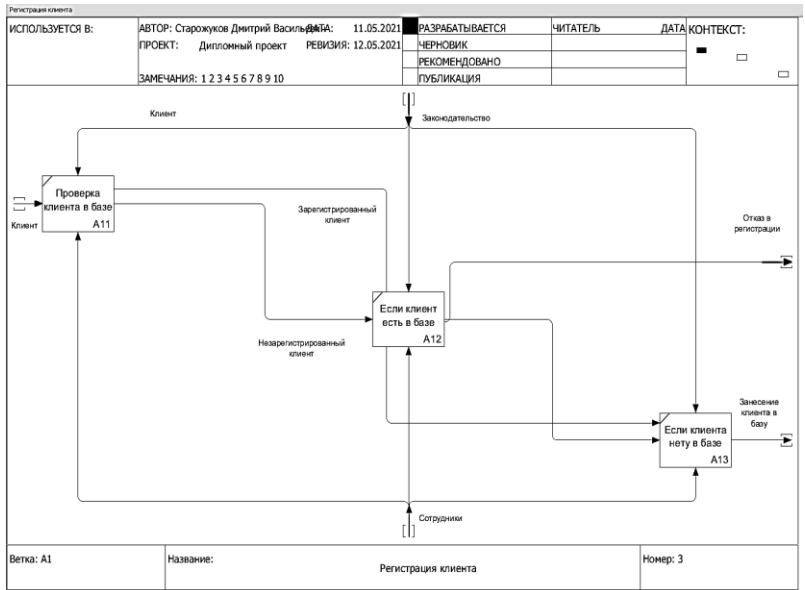 Регистрация клиента
ИСПОЛЬЗУЕТСЯ В:
АВТОР: Старожуков Дмитрий Васильевич
ДАТА: 11.05.2021
ПРОЕКТ: Дипломный проект
РЕВИЗИЯ: 12.05.2021
ЗАМЕЧАНИЯ: 1 2 3 4 5 6 7 8 9 10
РАЗРАБАТЫВАЕТСЯ
ЧЕРНОВИК
РЕКОМЕНДОВАНО
ПУБЛИКАЦИЯ
ЧИТАТЕЛЬ
ДАТА
КОНТЕКСТ:
Клиент
Законодательство
Проверка
клиента в базе
A11
Клиент
Зарегистрированный
клиент
Отказ в
регистрации
Если клиент
есть в базе
A12
Незарегистрированный
клиент
Занесение
клиента в
базу
Если клиента
нету в базе
A13
Сотрудники
Ветка: A1
Название:
Регистрация клиента
Номер: 3